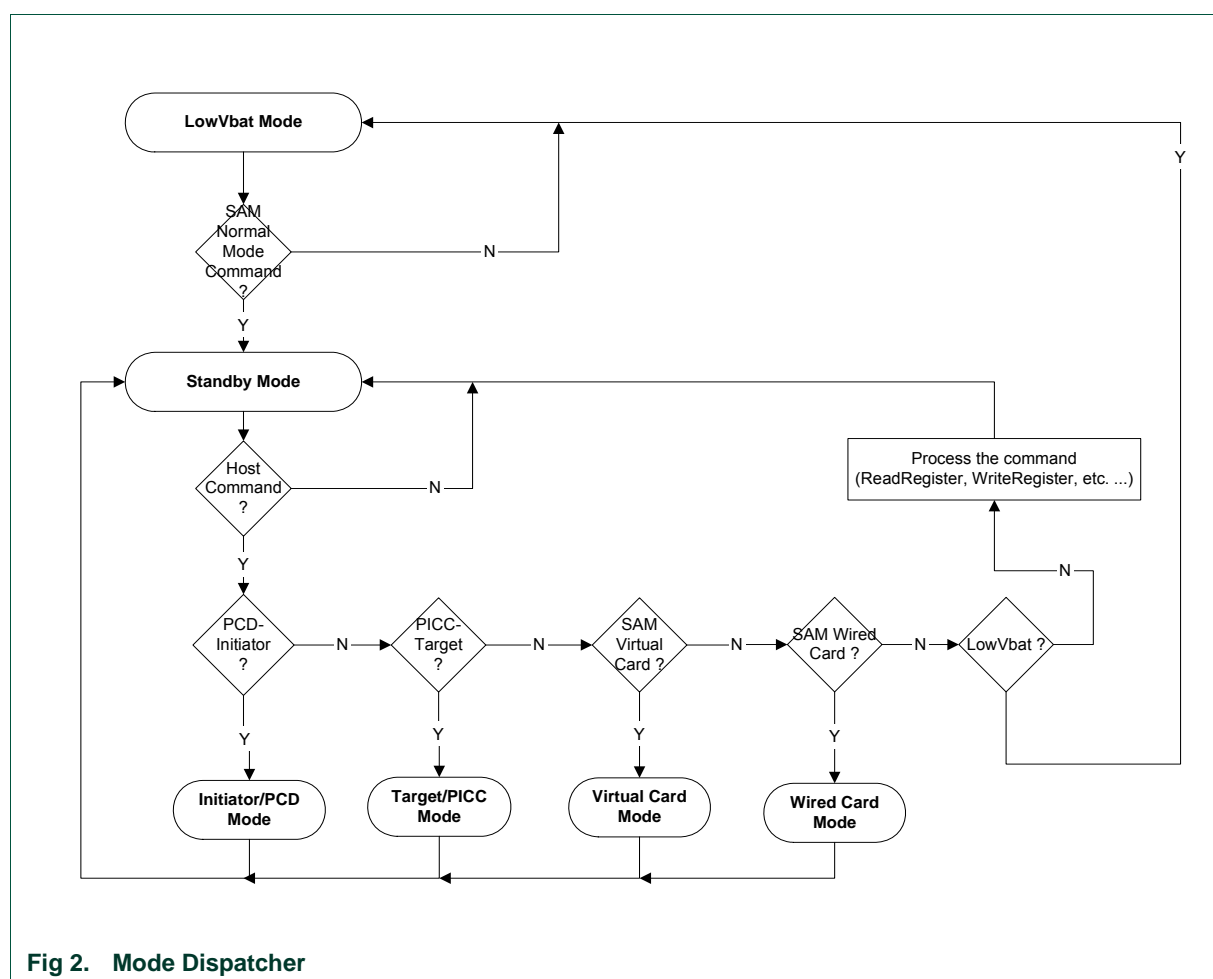 LowVbat Mode
Y
SAM
Normal
Mode
Command
?
N
Y
Standby Mode
Process the command
(ReadRegister, WriteRegister, etc. ...)
Host
Command
?
N
Y
N
PCD-
Initiator
?
N
PICC-
Target
?
N
SAM
Virtual
Card ?
N
SAM Wired
Card ?
N
LowVbat ?
Y
Y
Y
Y
Initiator/PCD
Mode
Target/PICC
Mode
Virtual Card
Mode
Wired Card
Mode
Fig 2. Mode Dispatcher